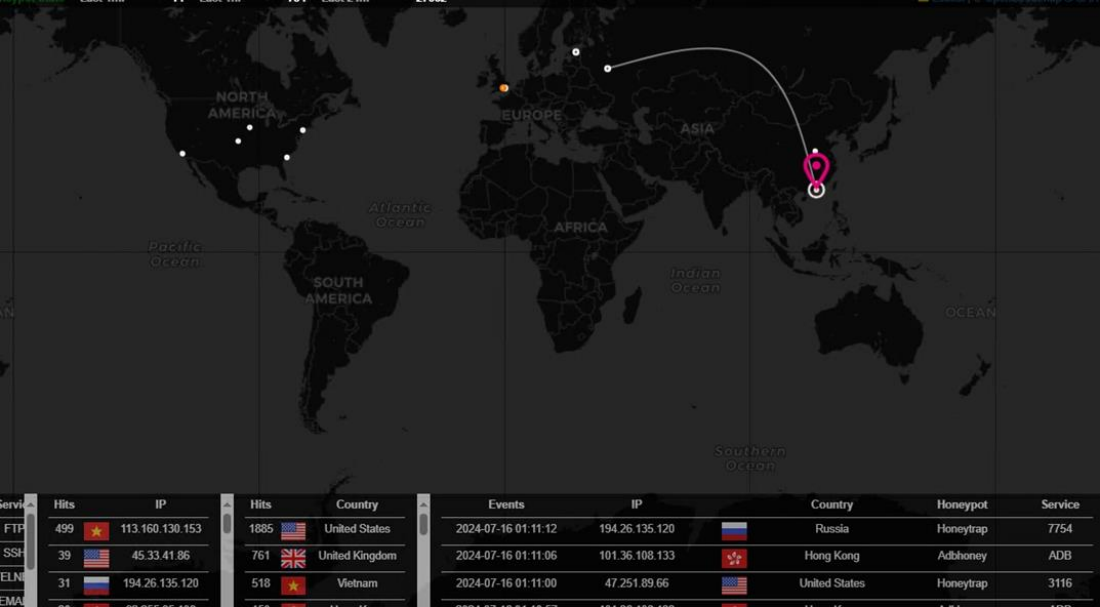 NORTH
AMERICA
EUROPE
ASIA
Atlantic
Ocean
AFRICA
Pacific
Ocean
SOUTH
AMERICA
Indian
Ocean
OCEAN
Southern
Ocean
Hits IP
499 113.160.130.153
39 45.33.41.86
31 194.26.135.120
Hits Country
1885 United States
761 United Kingdom
518 Vietnam
Events IP Country Honeypot Service
2024-07-16 01:11:12 194.26.135.120 Russia Honeytrap 7754
2024-07-16 01:11:06 101.36.108.133 Hong Kong Adbhoney ADB
2024-07-16 01:11:00 47.251.89.66 United States Honeytrap 3116
FTP
SSH